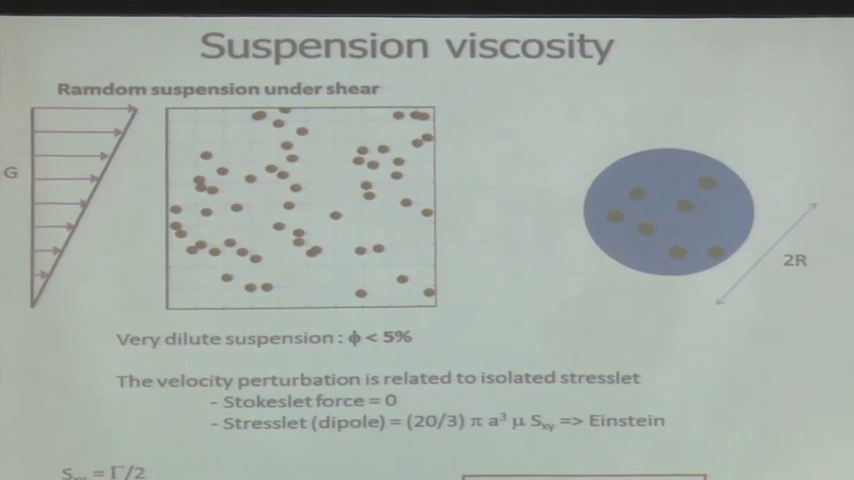 Suspension viscosity
Ramdom suspension under shear
G
2R
Very dilute suspension : ϕ < 5%
The velocity perturbation is related to isolated stresslet
- Stokeslet force = 0
- Stresslet (dipole) = (20/3) π a³ μ Sxy => Einstein
= Γ/2